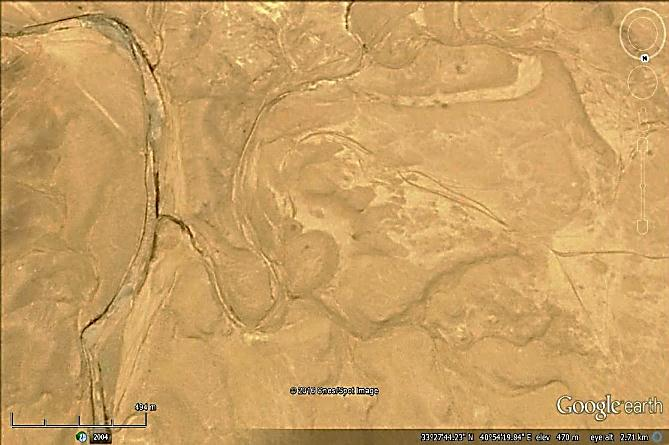 N
494 m
© 2013 Cnes/Spot Image
Google earth
2004
33°27'44.23" N 40°54'19.84" E elev 470 m eye alt 2.71 km